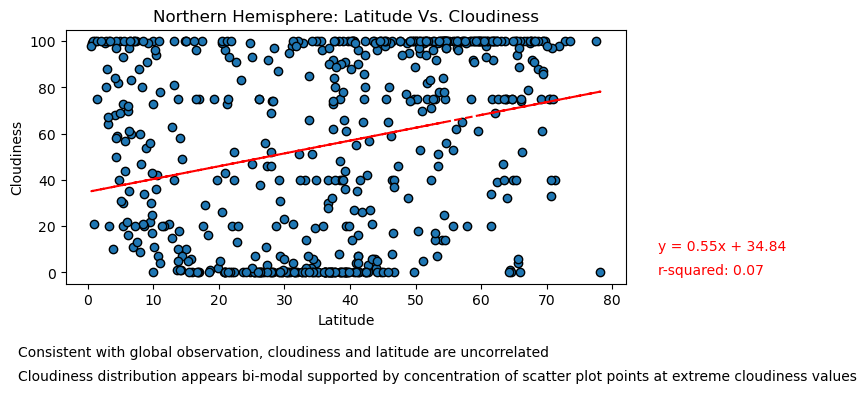 Northern Hemisphere: Latitude Vs. Cloudiness
100
80
60
40
20
0
Cloudiness
0 10 20 30 40 50 60 70 80
Latitude
y = 0.55x + 34.84
r-squared: 0.07
Consistent with global observation, cloudiness and latitude are uncorrelated
Cloudiness distribution appears bi-modal supported by concentration of scatter plot points at extreme cloudiness values